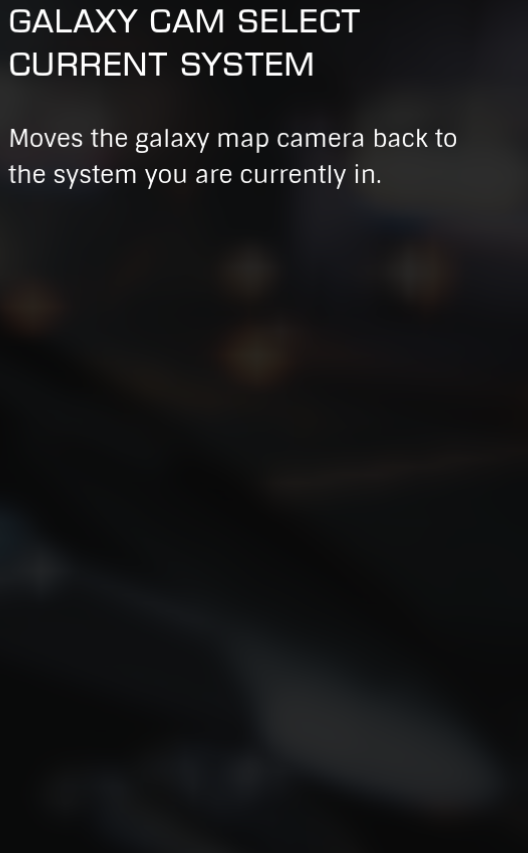 GALAXY CAM SELECT
CURRENT SYSTEM
Moves the galaxy map camera back to
the system you are currently in.